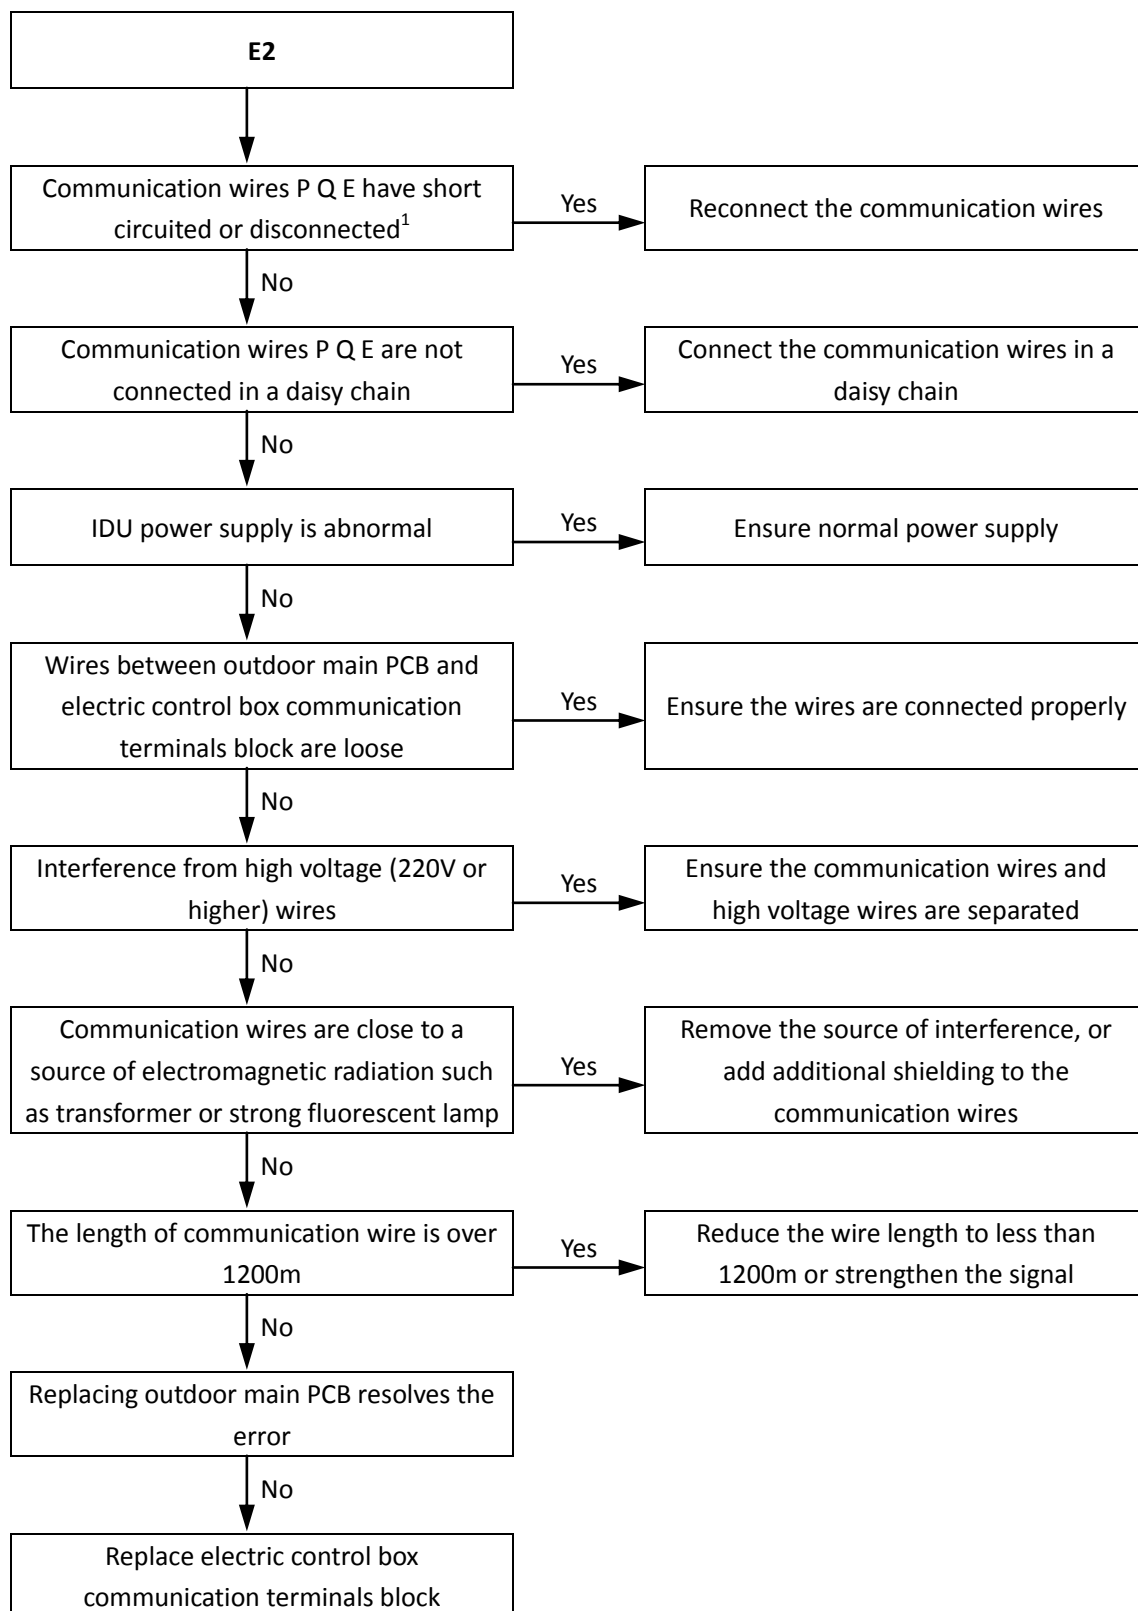 E2
Communication wires P Q E have short
circuited or disconnected¹
Yes
Reconnect the communication wires
No
Communication wires P Q E are not
connected in a daisy chain
Yes
Connect the communication wires in a
daisy chain
No
IDU power supply is abnormal
Yes
Ensure normal power supply
No
Wires between outdoor main PCB and
electric control box communication
terminals block are loose
Yes
Ensure the wires are connected properly
No
Interference from high voltage (220V or
higher) wires
Yes
Ensure the communication wires and
high voltage wires are separated
No
Communication wires are close to a
source of electromagnetic radiation such
as transformer or strong fluorescent lamp
Yes
Remove the source of interference, or
add additional shielding to the
communication wires
No
The length of communication wire is over
1200m
Yes
Reduce the wire length to less than
1200m or strengthen the signal
No
Replacing outdoor main PCB resolves the
error
No
Replace electric control box
communication terminals block